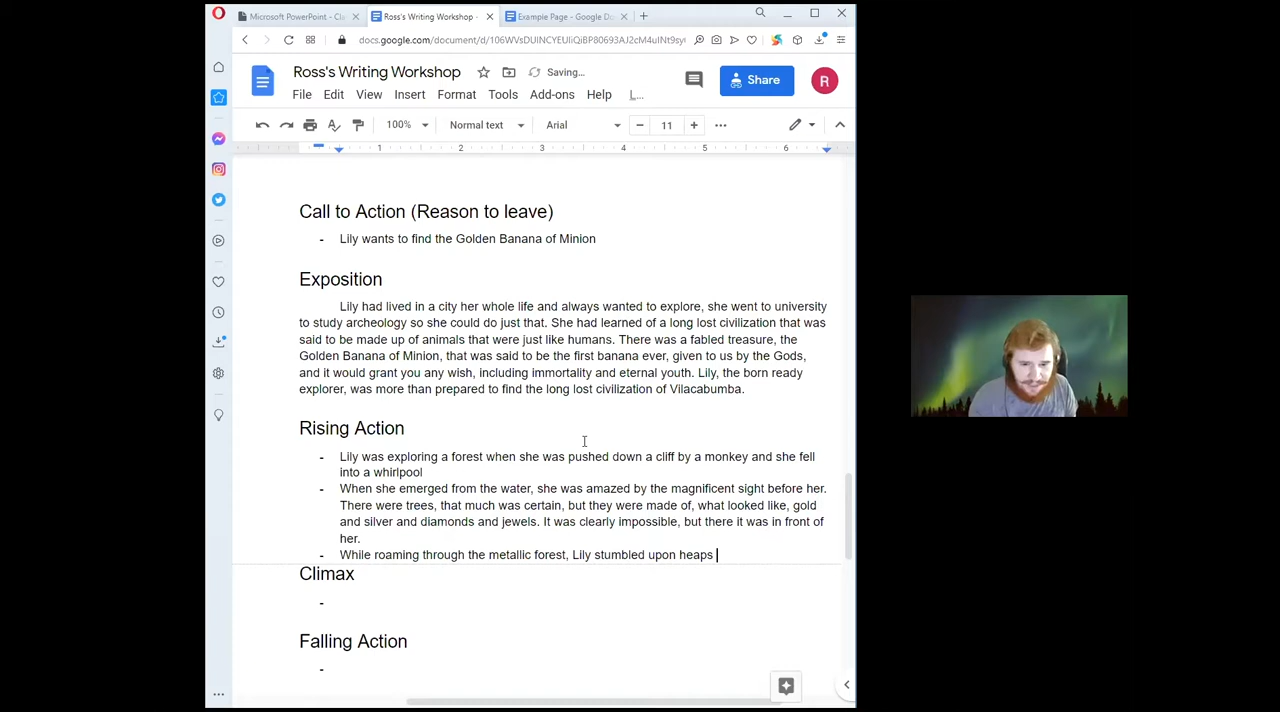 Microsoft PowerPoint - Cla
Ross's Writing Workshop -
Example Page - Google Do
docs.google.com/document/d/106WVsDUINCYEUliQiBP80693AJ2cM4uINt9sy
Ross's Writing Workshop
Saving...
Share
R
File Edit View Insert Format Tools Add-ons Help L...
100% Normal text Arial 11
1 2 3 4 5 6
Call to Action (Reason to leave)
- Lily wants to find the Golden Banana of Minion
Exposition
Lily had lived in a city her whole life and always wanted to explore, she went to university
to study archeology so she could do just that. She had learned of a long lost civilization that was
said to be made up of animals that were just like humans. There was a fabled treasure, the
Golden Banana of Minion, that was said to be the first banana ever, given to us by the Gods,
and it would grant you any wish, including immortality and eternal youth. Lily, the born ready
explorer, was more than prepared to find the long lost civilization of Vilacabumba.
Rising Action
- Lily was exploring a forest when she was pushed down a cliff by a monkey and she fell
into a whirlpool
- When she emerged from the water, she was amazed by the magnificent sight before her.
There were trees, that much was certain, but they were made of, what looked like, gold
and silver and diamonds and jewels. It was clearly impossible, but there it was in front of
her.
- While roaming through the metallic forest, Lily stumbled upon heaps
Climax
-
Falling Action
-